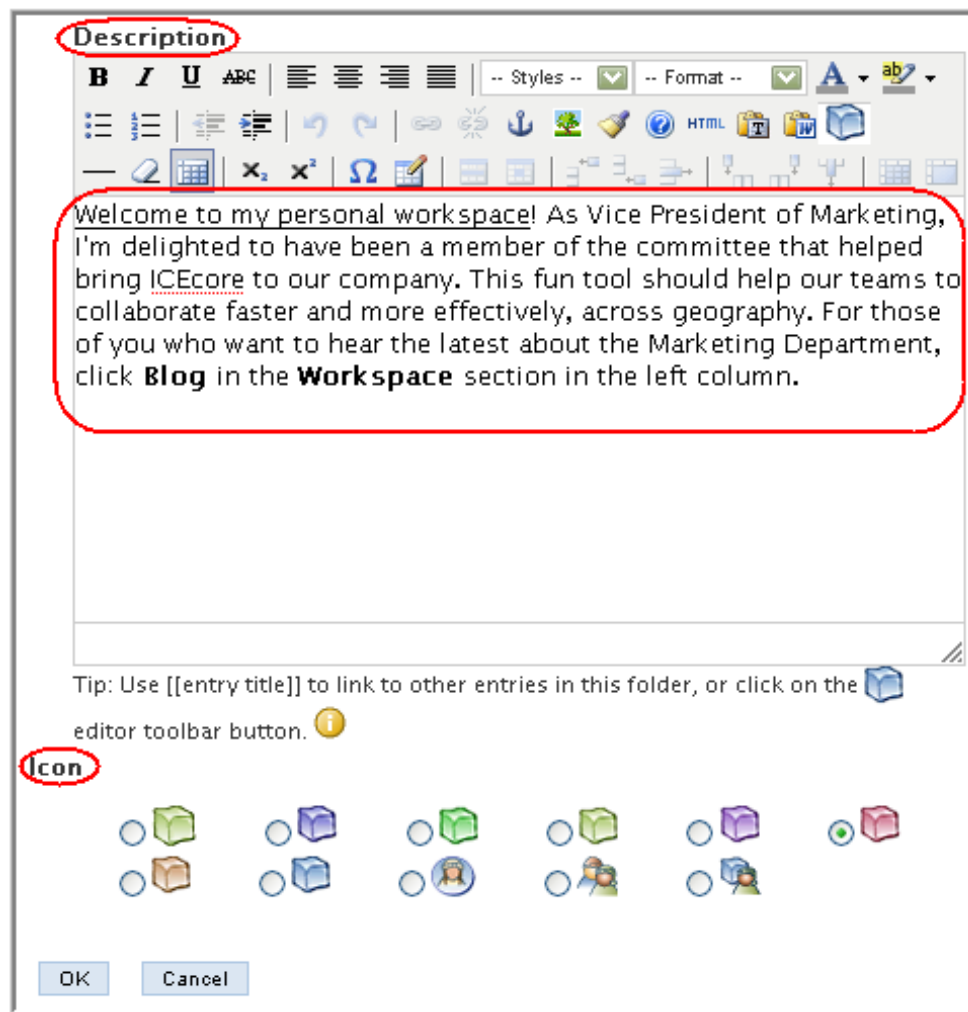 Description
B I U ABC -- Styles -- -- Format -- A ab
HTML T W
x₂ x² Ω
Welcome to my personal workspace! As Vice President of Marketing,
I'm delighted to have been a member of the committee that helped
bring ICEcore to our company. This fun tool should help our teams to
collaborate faster and more effectively, across geography. For those
of you who want to hear the latest about the Marketing Department,
click Blog in the Workspace section in the left column.
Tip: Use [[entry title]] to link to other entries in this folder, or click on the
editor toolbar button.
Icon
OK Cancel